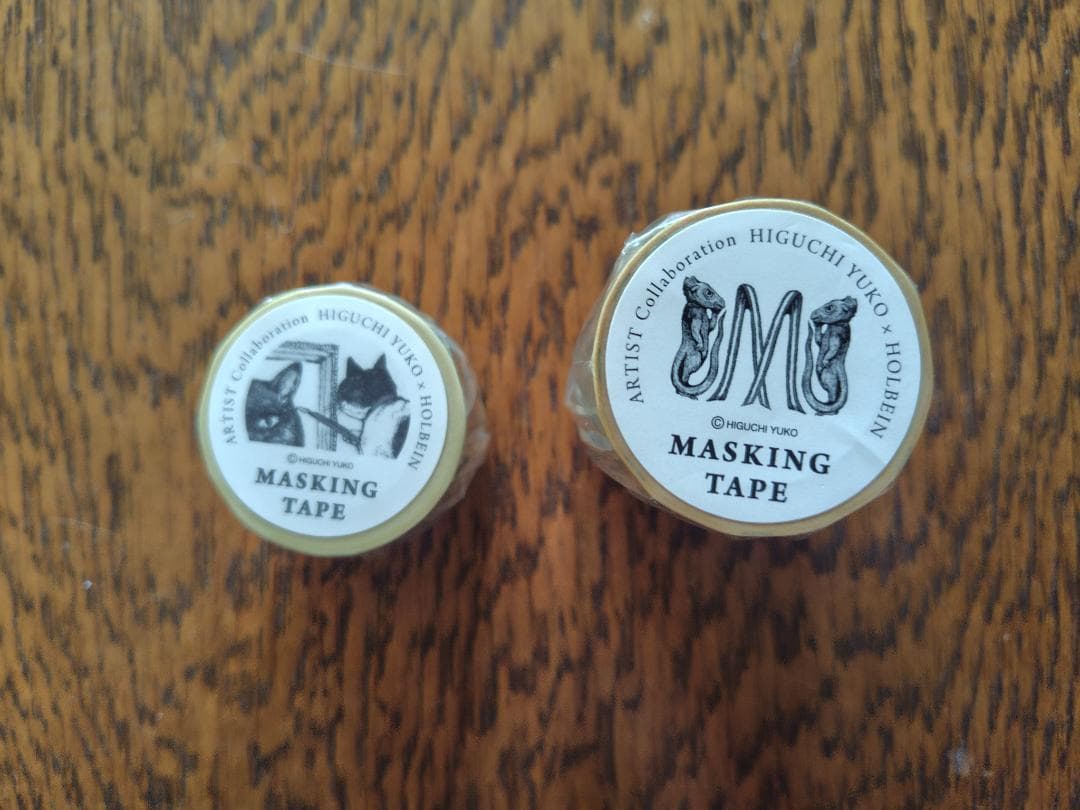 ARTIST Collaboration HIGUCHI YUKO × HOLBEIN
© HIGUCHI YUKO
MASKING
TAPE
ARTIST Collaboration HIGUCHI YUKO × HOLBEIN
M
© HIGUCHI YUKO
MASKING
TAPE